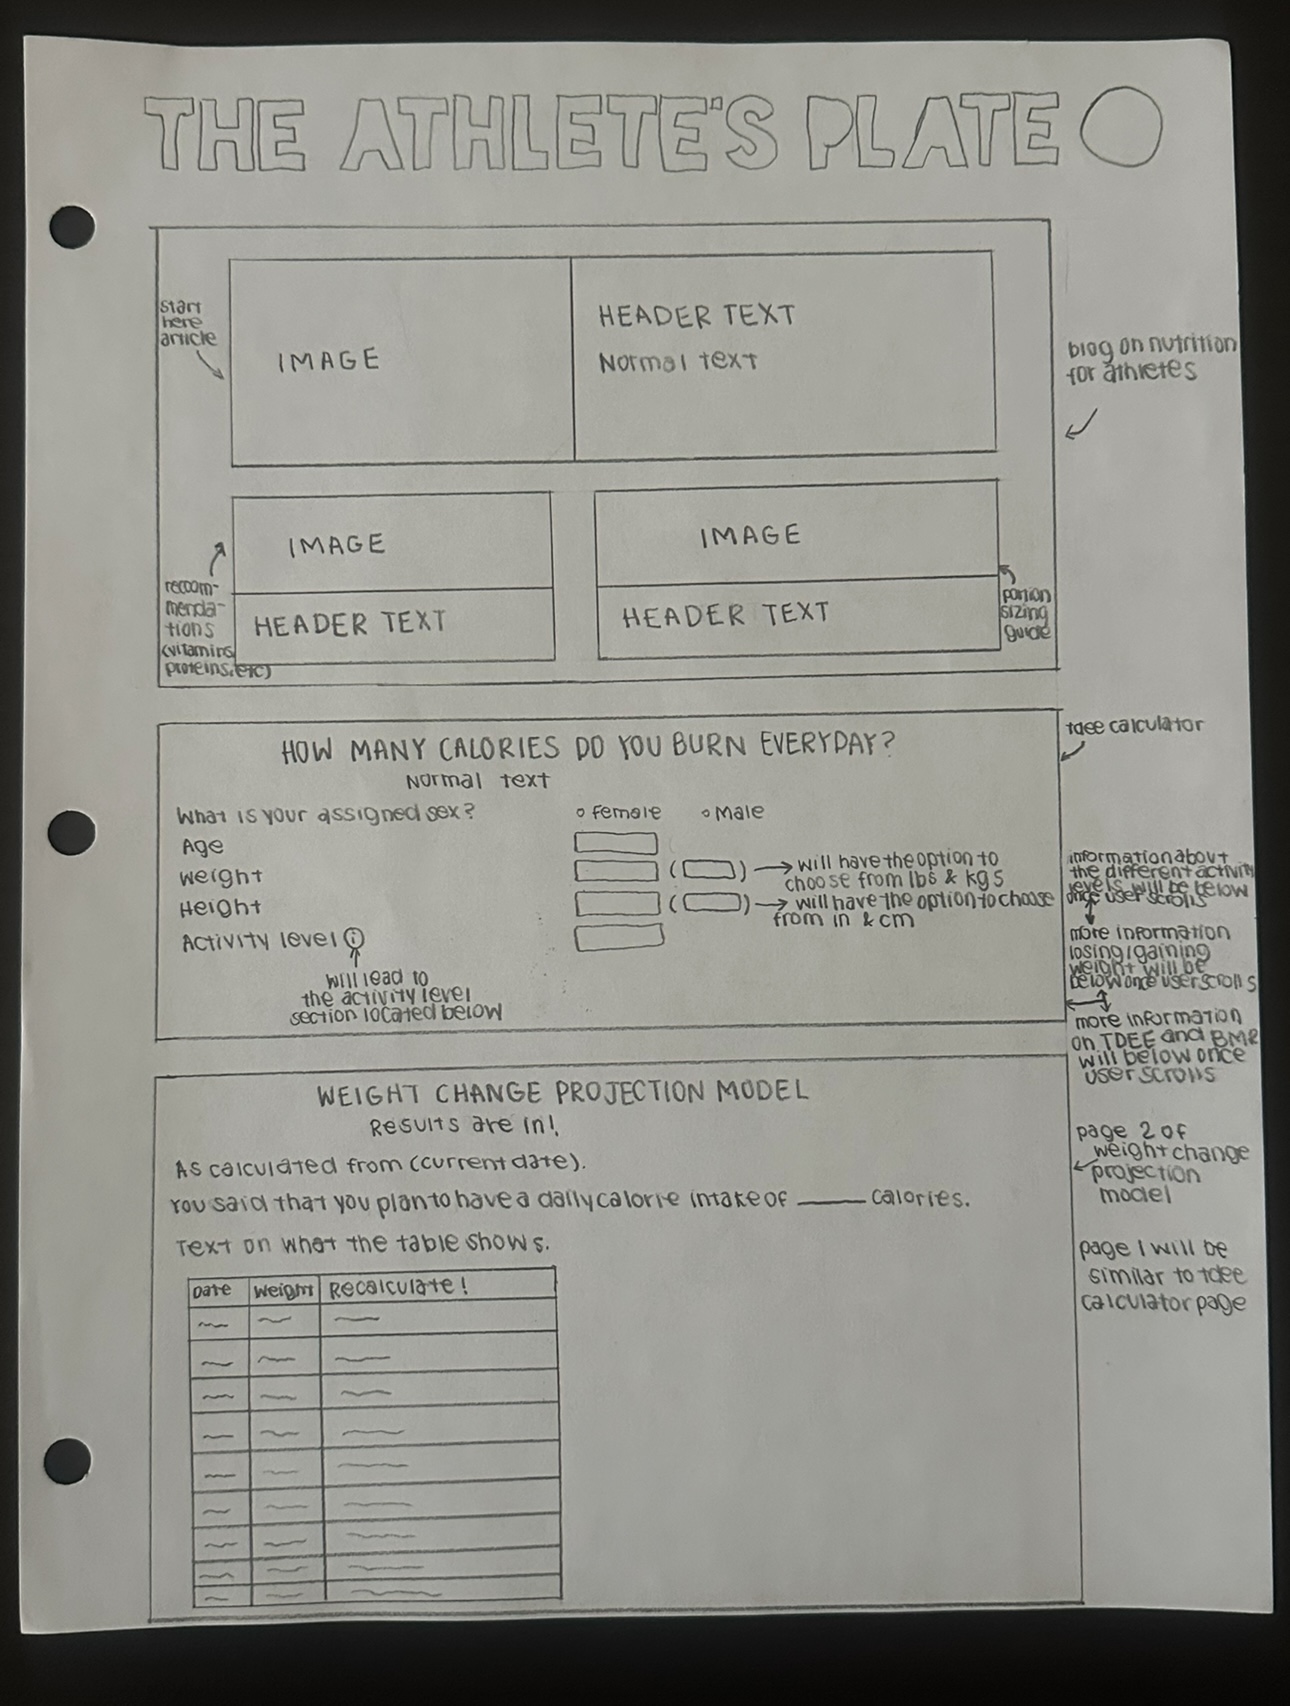 THE ATHLETE'S PLATE
start
here
article
IMAGE
HEADER TEXT
Normal text
blog on nutrition
for athletes
IMAGE
HEADER TEXT
IMAGE
HEADER TEXT
recom-
menda-
tions
(vitamins
proteins, etc)
portion
sizing
guide
HOW MANY CALORIES DO YOU BURN EVERYDAY?
Normal text
tdee calculator
What is your assigned sex?
Female
Male
Age
Weight
( )
will have the option to
choose from lbs & kgs
Height
( )
will have the option to choose
from in & cm
Activity level i
will lead to
the activity level
section located below
information about
the different activity
levels will be below
once user scrolls
more information
losing/gaining
weight will be
below once user scrolls
more information
on TDEE and BMR
will below once
user scrolls
WEIGHT CHANGE PROJECTION MODEL
Results are in!
As calculated from (current date).
You said that you plan to have a daily calorie intake of ____ calories.
Text on what the table shows.
Date
Weight
Recalculate!
page 2 of
weight change
projection
model
page 1 will be
similar to tdee
calculator page